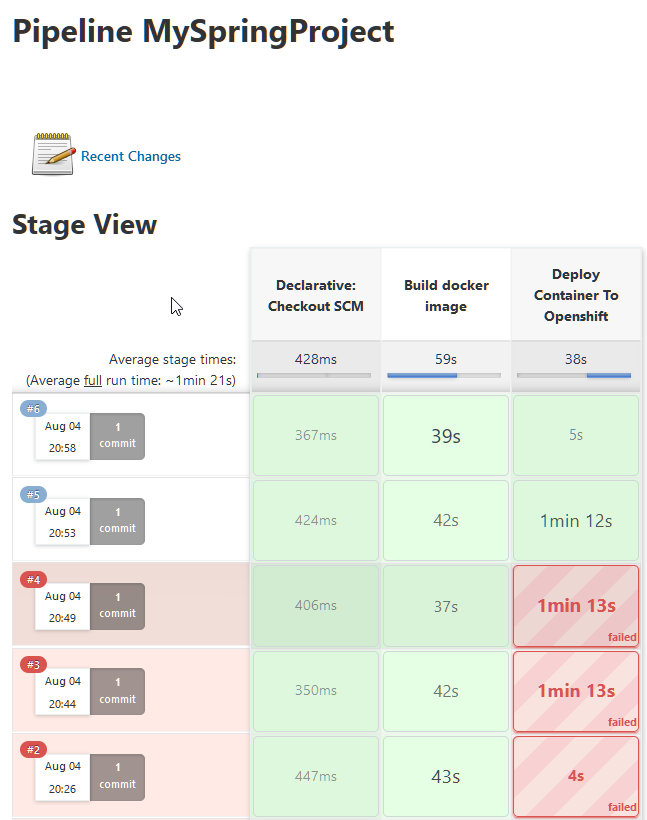 Pipeline MySpringProject
Recent Changes
Stage View
Declarative:
Checkout SCM
Build docker
image
Deploy
Container To
Openshift
Average stage times:
(Average full run time: ~1min 21s)
428ms
59s
38s
#6
Aug 04
20:58
1
commit
367ms
39s
5s
#5
Aug 04
20:53
1
commit
424ms
42s
1min 12s
#4
Aug 04
20:49
1
commit
406ms
37s
1min 13s
failed
#3
Aug 04
20:44
1
commit
350ms
42s
1min 13s
failed
#2
Aug 04
20:26
1
commit
447ms
43s
4s
failed